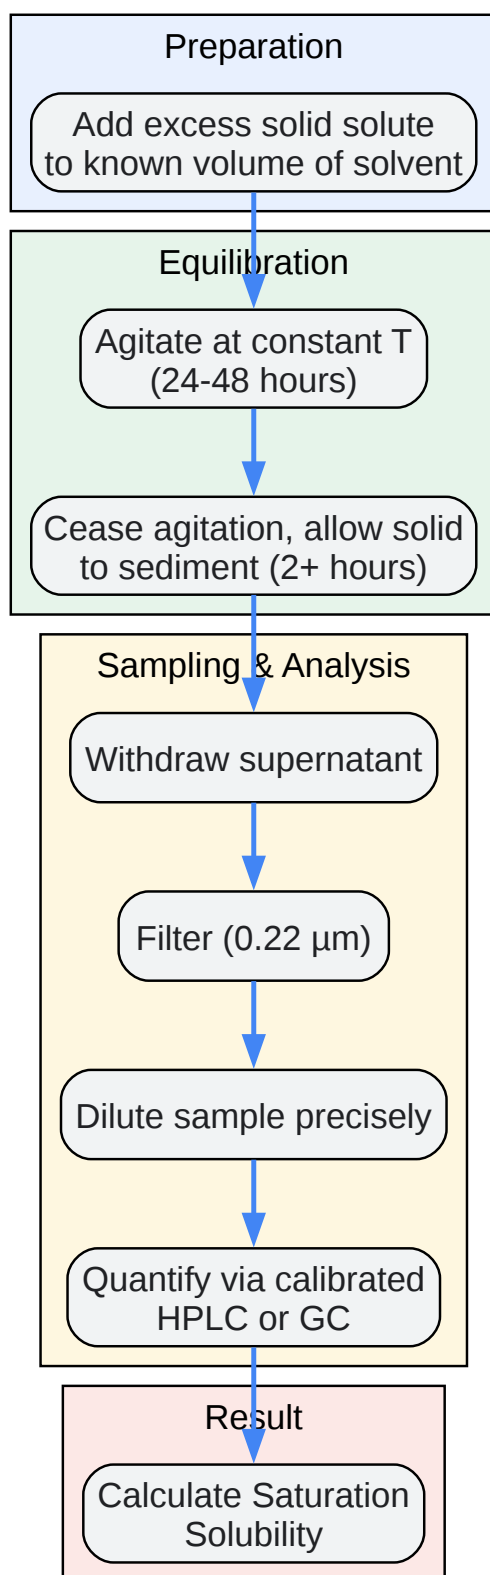 Preparation
Add excess solid solute
to known volume of solvent
Equilibration
Agitate at constant T
(24-48 hours)
Cease agitation, allow solid
to sediment (2+ hours)
Sampling & Analysis
Withdraw supernatant
Filter (0.22 µm)
Dilute sample precisely
Quantify via calibrated
HPLC or GC
Result
Calculate Saturation
Solubility